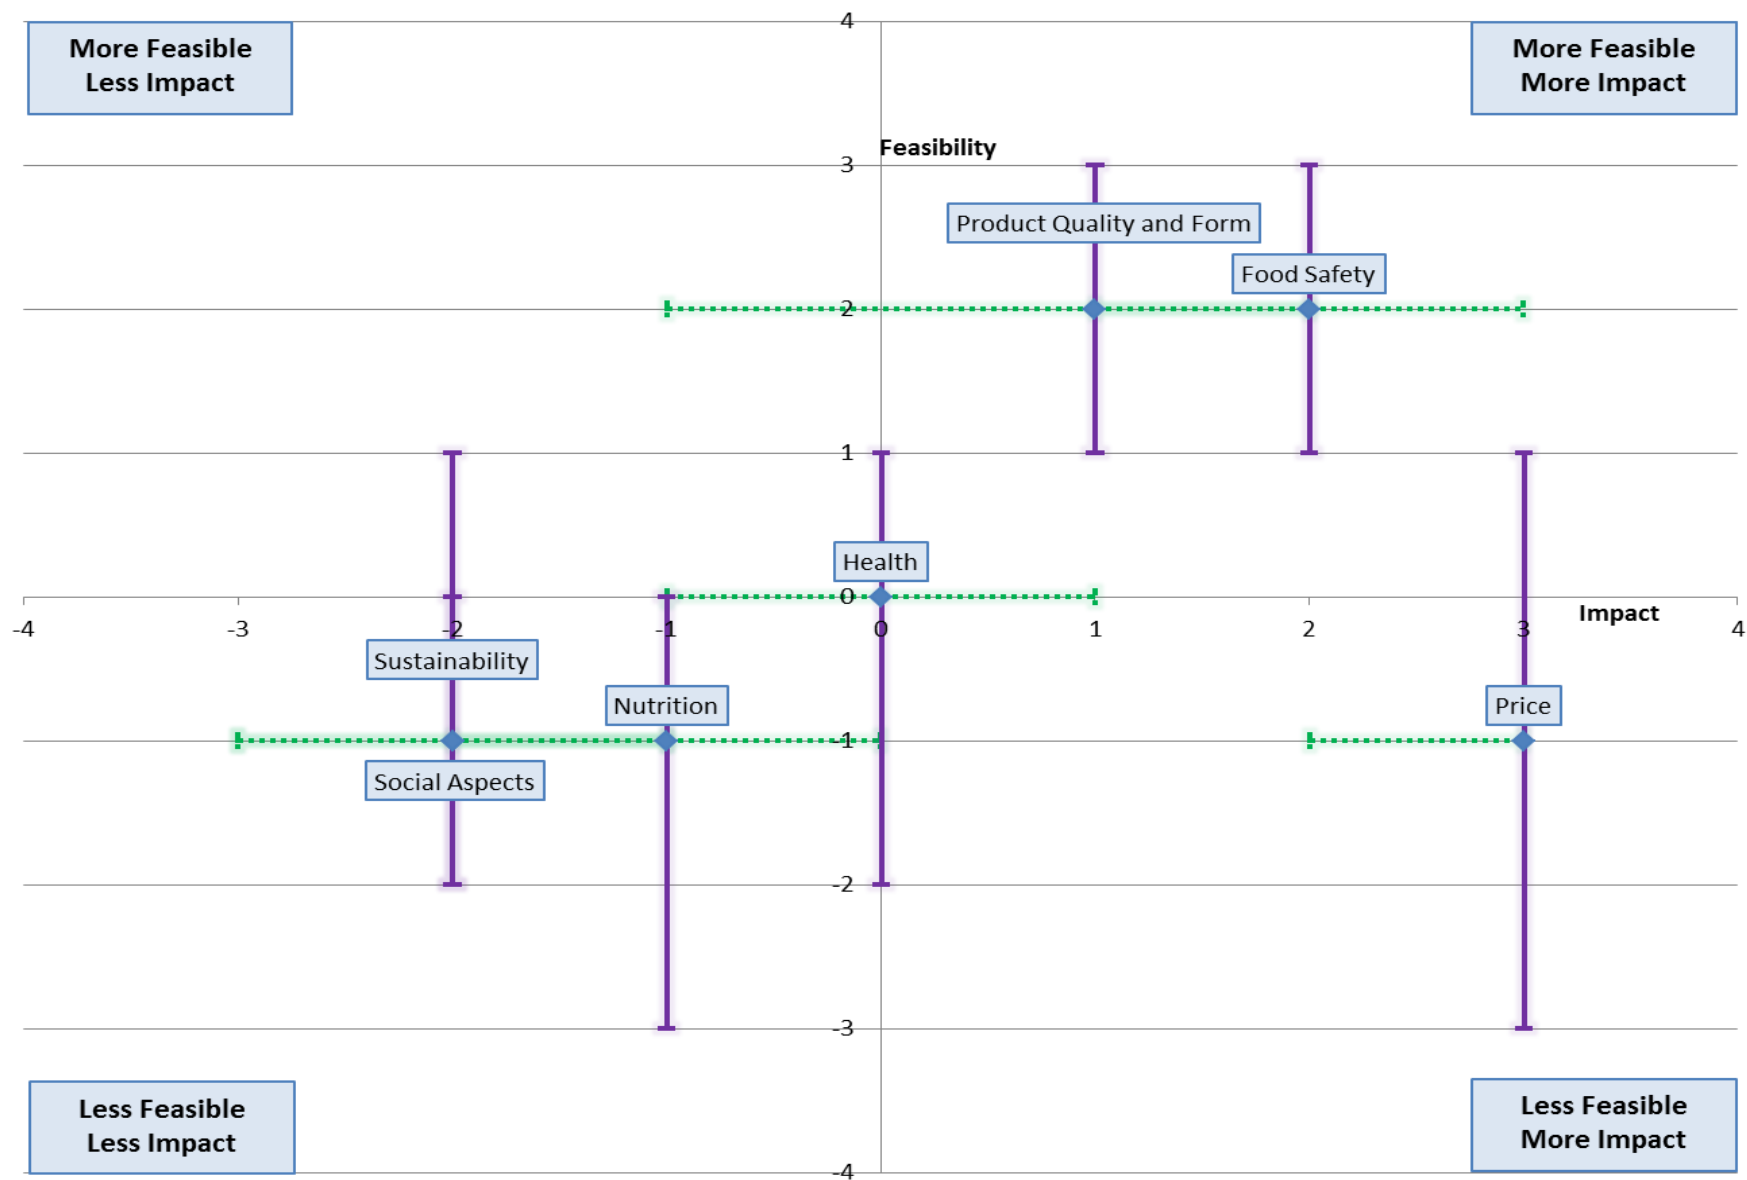 4
More Feasible
Less Impact
More Feasible
More Impact
Feasibility
3
Product Quality and Form
Food Safety
2
1
Health
0
Impact
-4
-3
-2
-1
0
1
2
3
4
Sustainability
Nutrition
Price
-1
Social Aspects
-2
-3
Less Feasible
Less Impact
Less Feasible
More Impact
-4